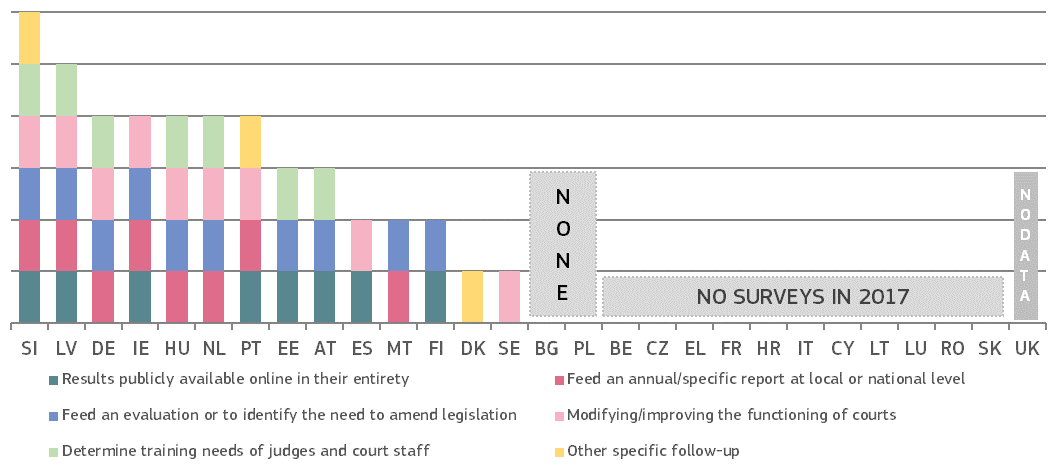 NONE
NO DATA
NO SURVEYS IN 2017
SI LV DE IE HU NL PT EE AT ES MT FI DK SE BG PL BE CZ EL FR HR IT CY LT LU RO SK UK
Results publicly available online in their entirety
Feed an annual/specific report at local or national level
Feed an evaluation or to identify the need to amend legislation
Modifying/improving the functioning of courts
Determine training needs of judges and court staff
Other specific follow-up